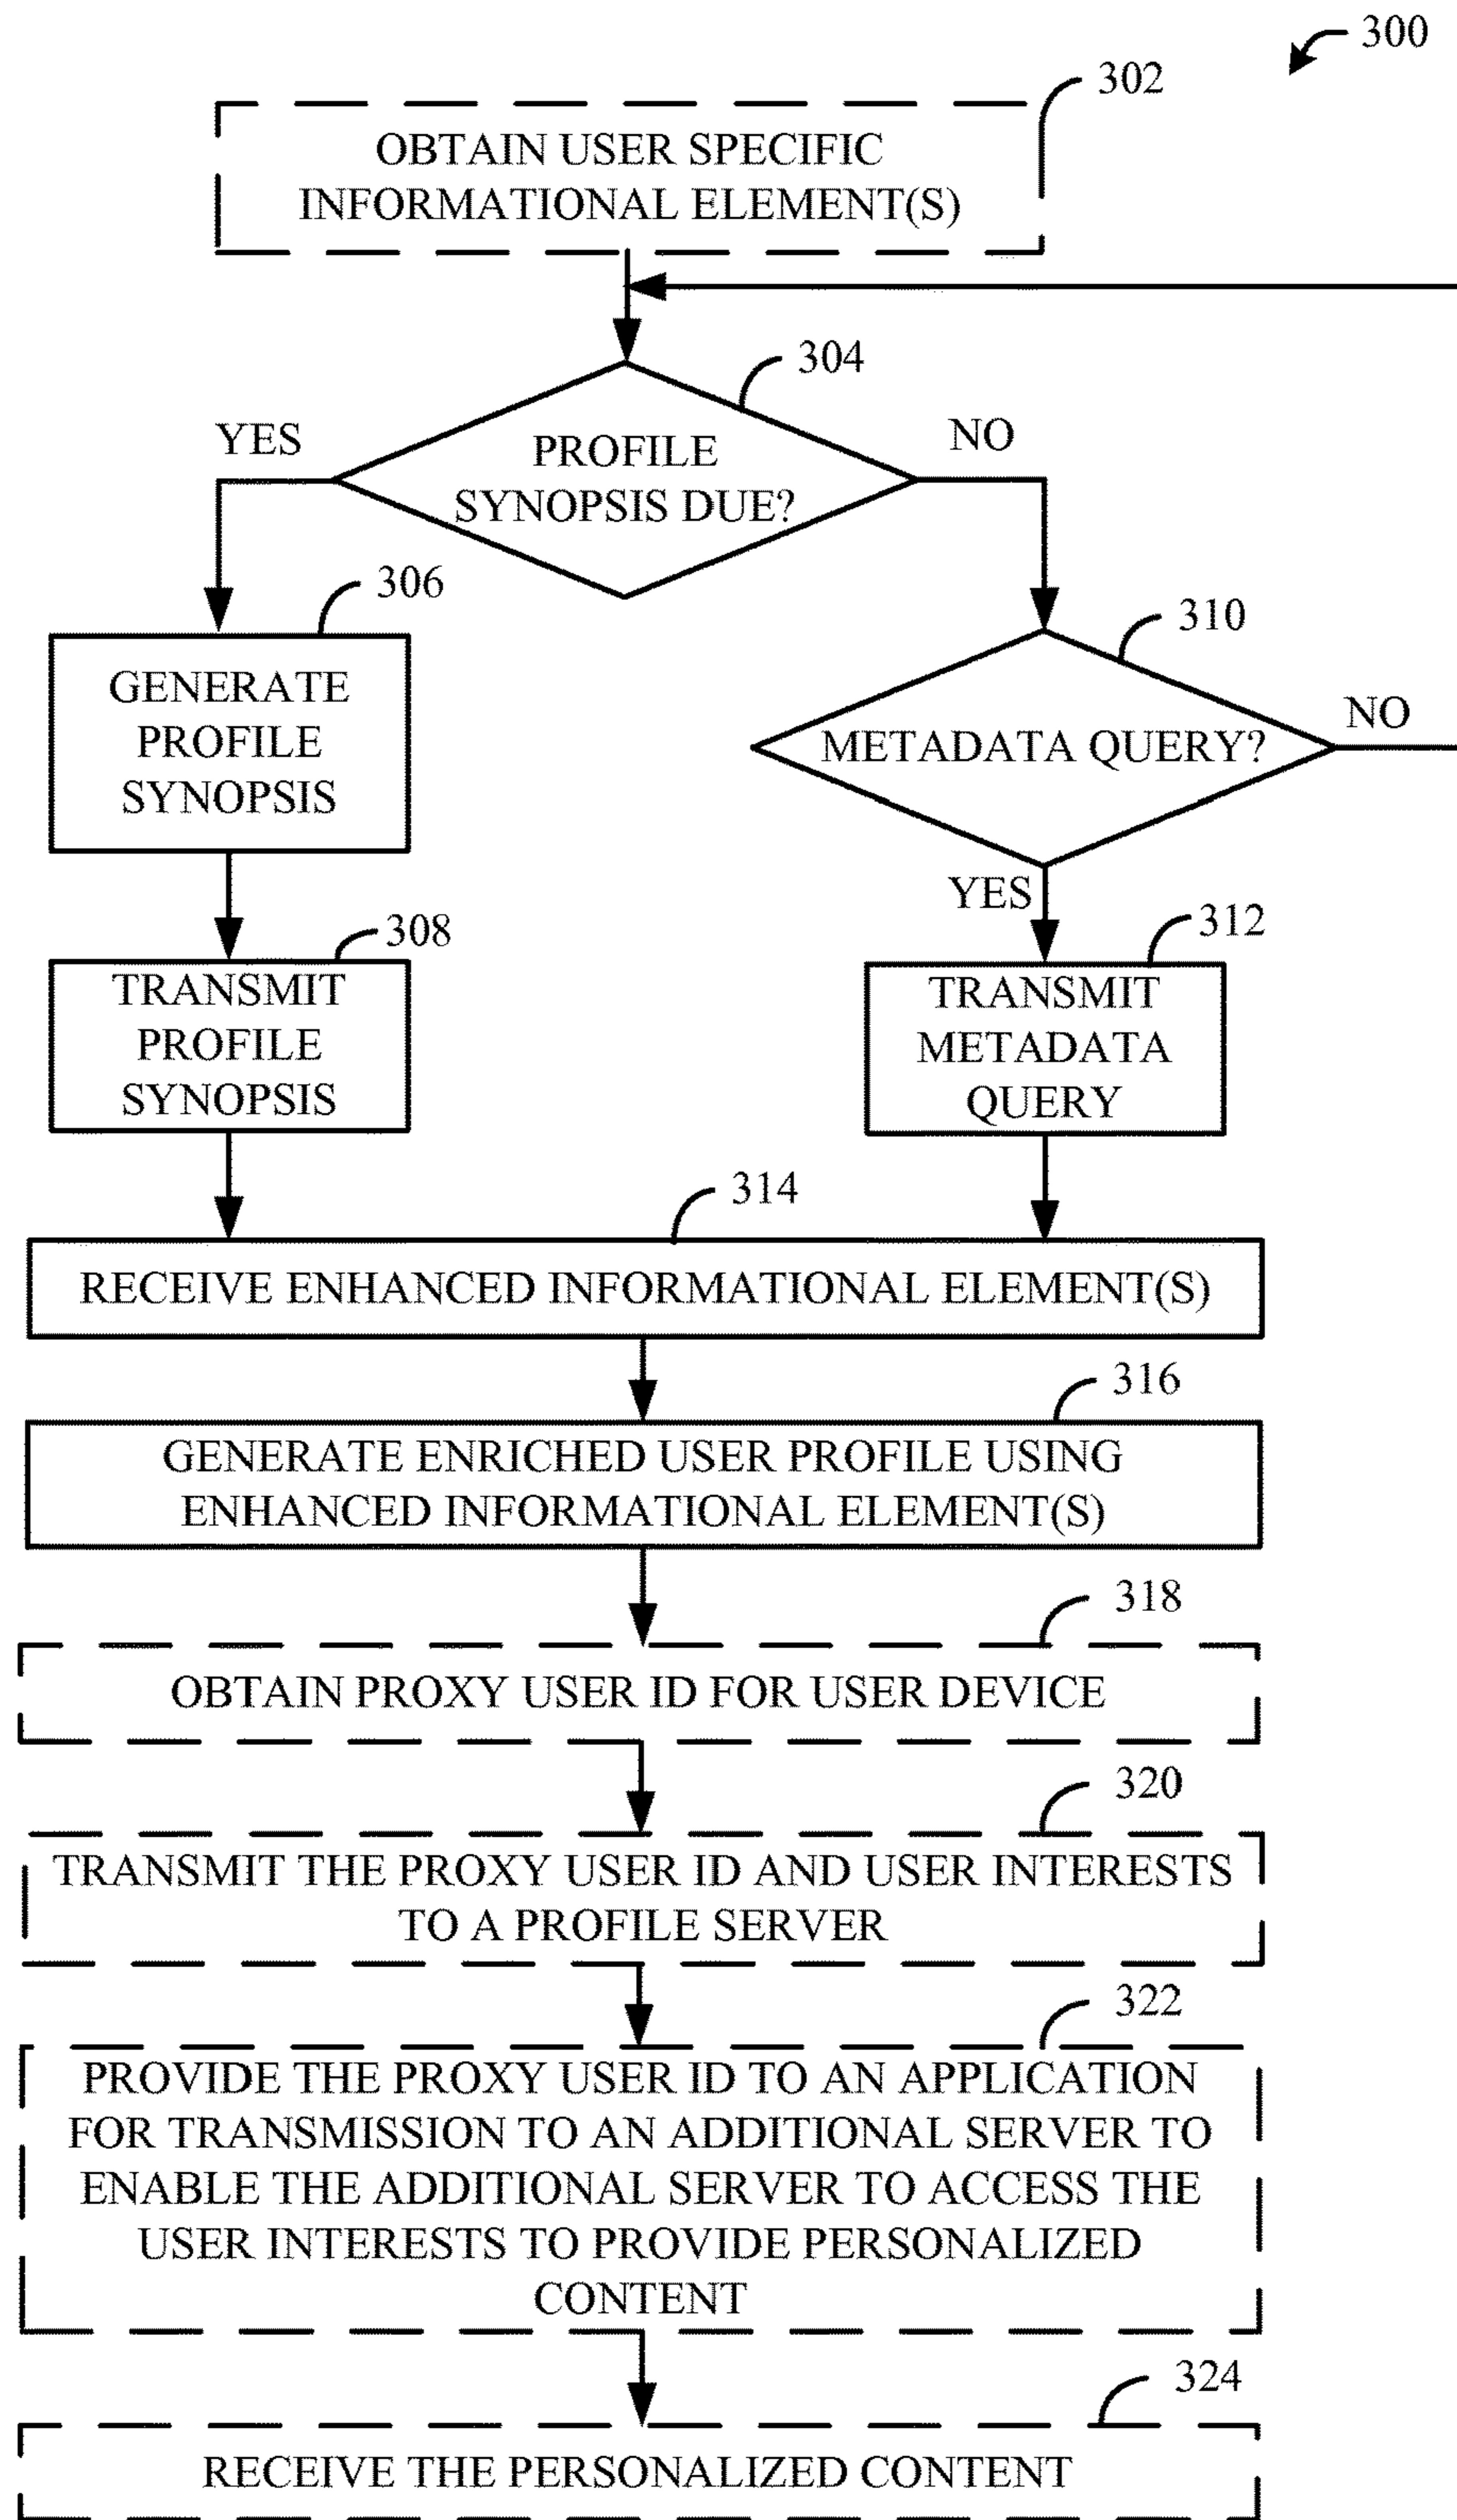 300
302
OBTAIN USER SPECIFIC
INFORMATIONAL ELEMENT(S)
304
YES
NO
PROFILE
SYNOPSIS DUE?
306
310
GENERATE
PROFILE
SYNOPSIS
NO
METADATA QUERY?
YES
308
312
TRANSMIT
PROFILE
SYNOPSIS
TRANSMIT
METADATA
QUERY
314
RECEIVE ENHANCED INFORMATIONAL ELEMENT(S)
316
GENERATE ENRICHED USER PROFILE USING
ENHANCED INFORMATIONAL ELEMENT(S)
318
OBTAIN PROXY USER ID FOR USER DEVICE
320
TRANSMIT THE PROXY USER ID AND USER INTERESTS
TO A PROFILE SERVER
322
PROVIDE THE PROXY USER ID TO AN APPLICATION
FOR TRANSMISSION TO AN ADDITIONAL SERVER TO
ENABLE THE ADDITIONAL SERVER TO ACCESS THE
USER INTERESTS TO PROVIDE PERSONALIZED
CONTENT
324
RECEIVE THE PERSONALIZED CONTENT